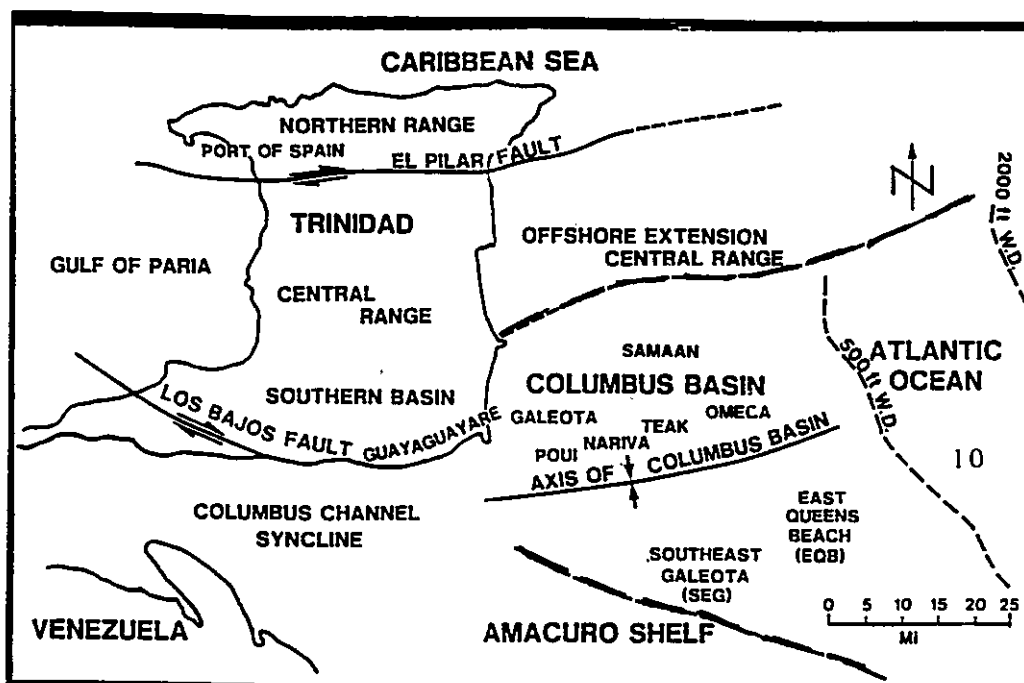 CARIBBEAN SEA
NORTHERN RANGE
PORT OF SPAIN
EL PILAR FAULT
N
2000 ft W.D.
TRINIDAD
OFFSHORE EXTENSION
CENTRAL RANGE
GULF OF PARIA
CENTRAL
RANGE
SAMAAN
500 ft W.D.
ATLANTIC
OCEAN
COLUMBUS BASIN
SOUTHERN BASIN
LOS BAJOS FAULT
GUAYAGUAYARE
GALEOTA
OMECA
TEAK
NARIVA
POUI
AXIS OF COLUMBUS BASIN
10
COLUMBUS CHANNEL
SYNCLINE
EAST
QUEENS
BEACH
(EQB)
SOUTHEAST
GALEOTA
(SEG)
VENEZUELA
AMACURO SHELF
0 5 10 15 20 25
MI